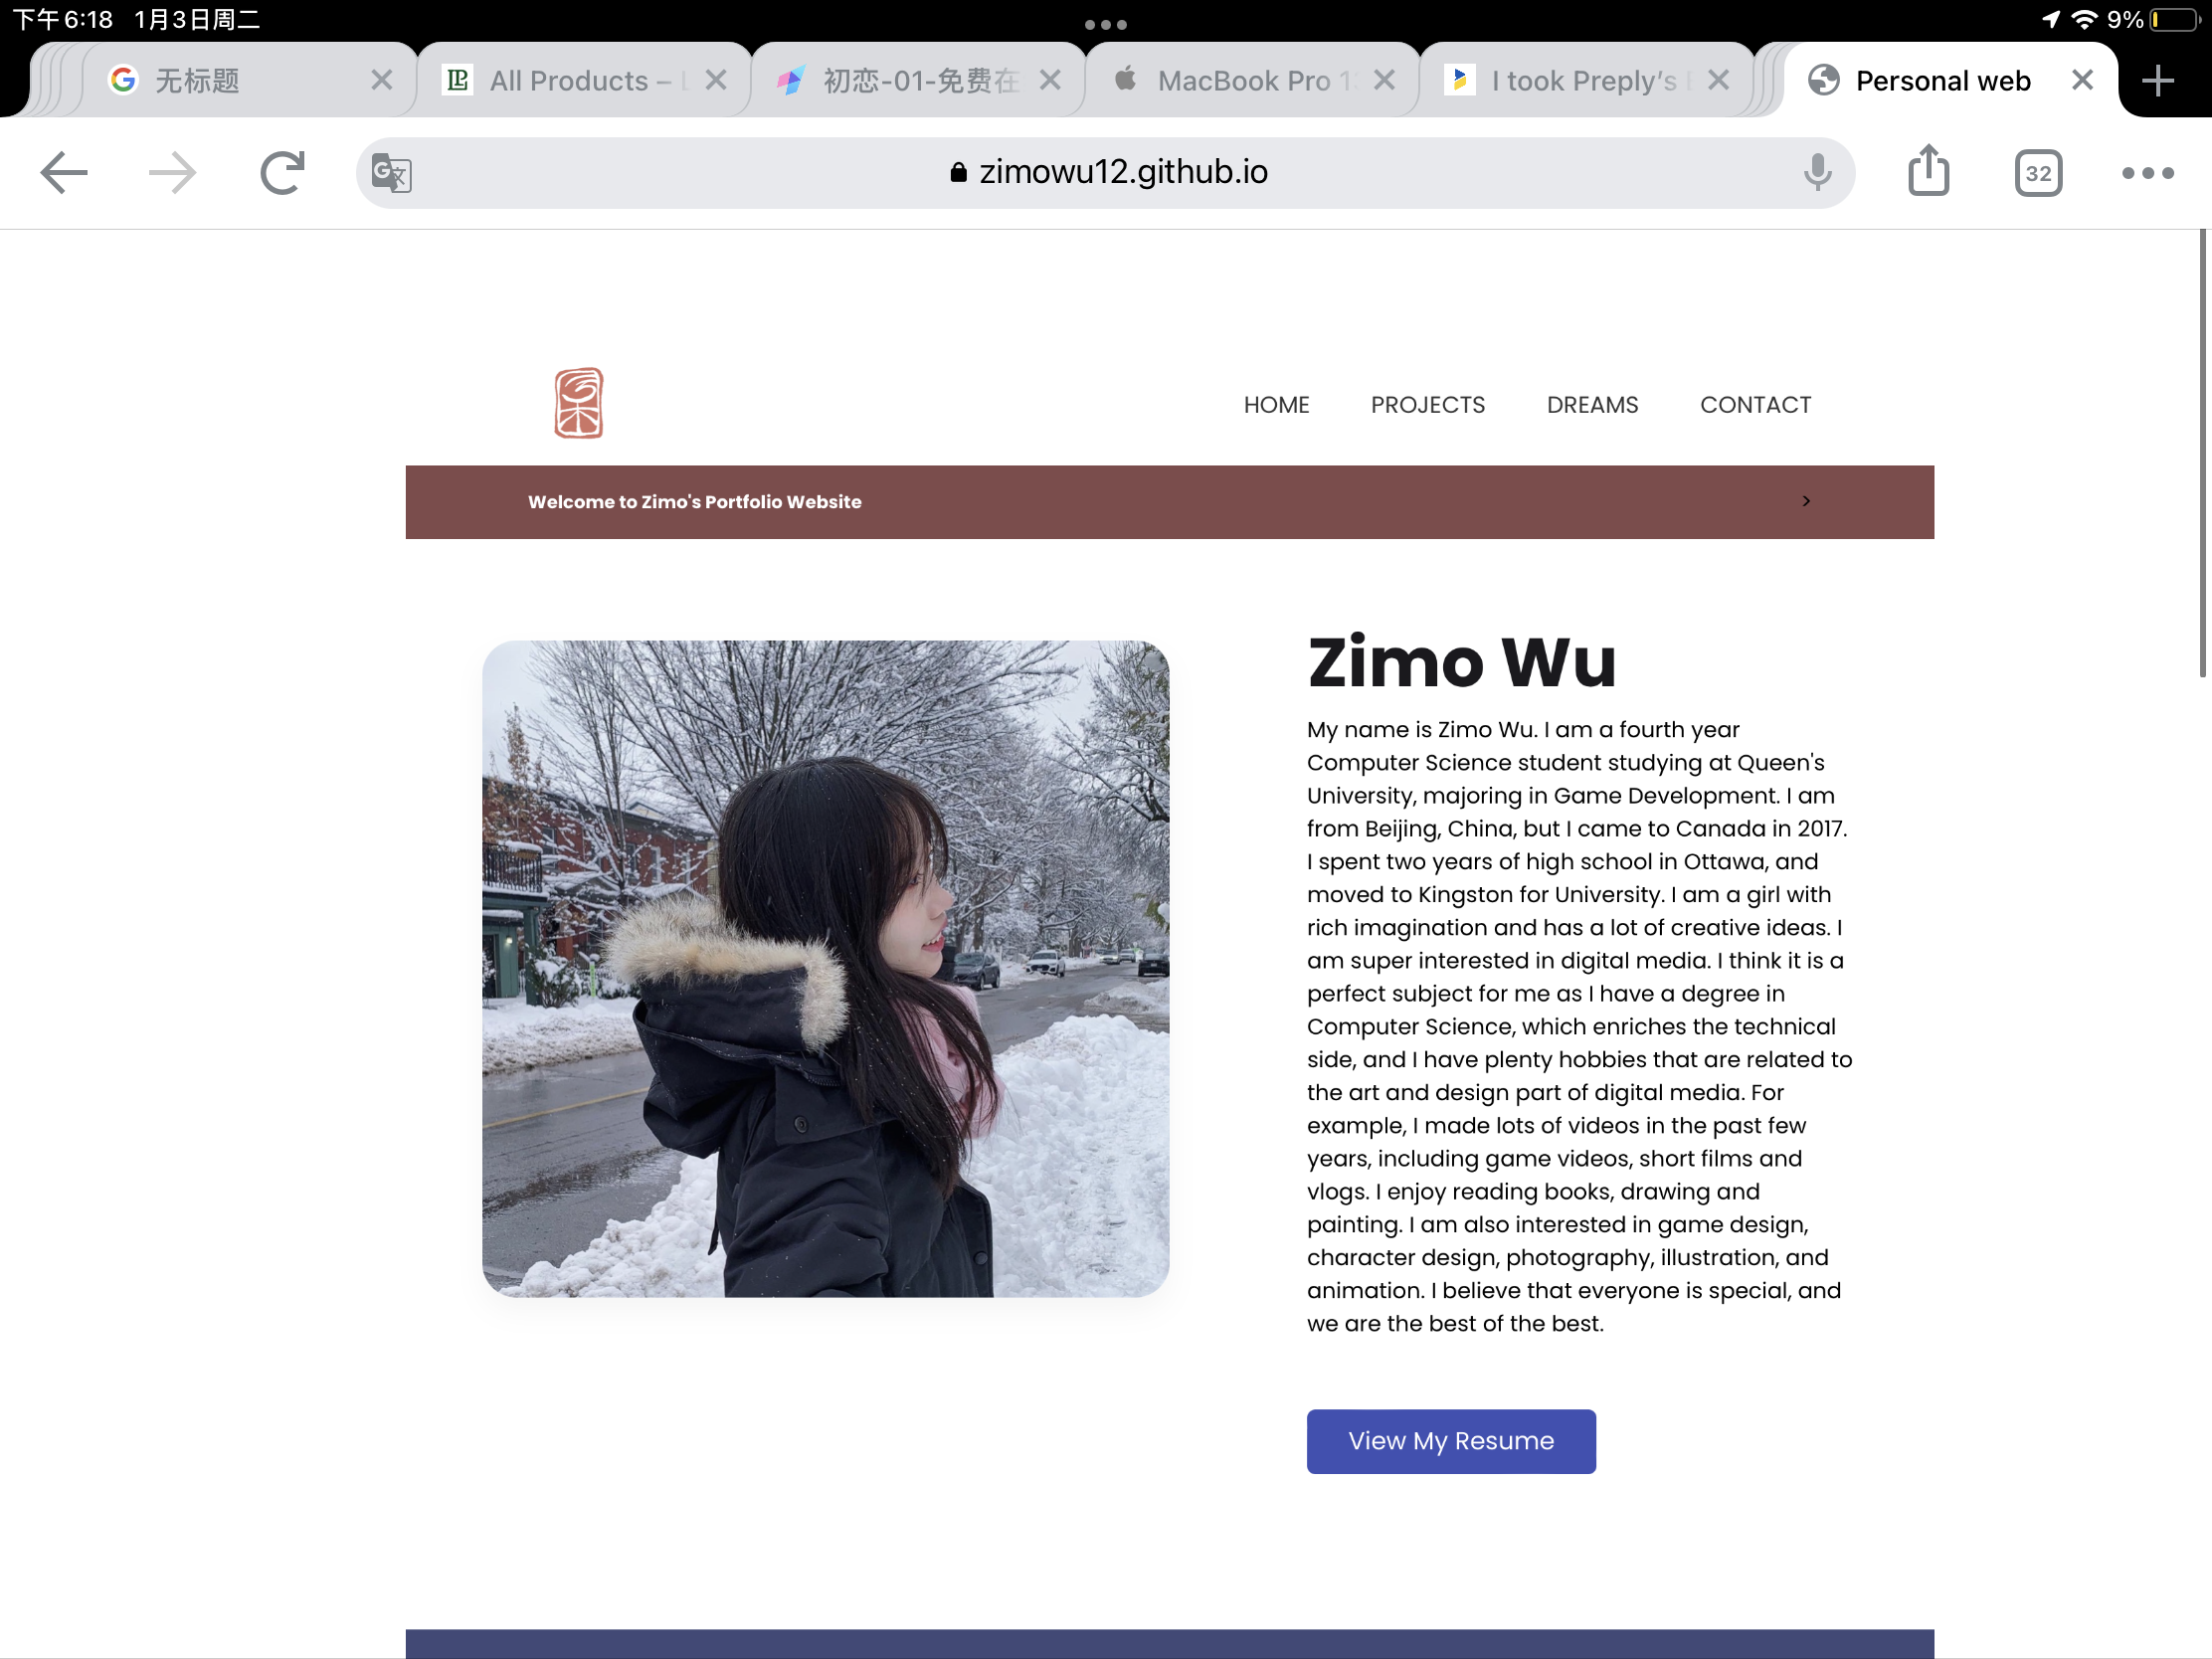 下午6:18 1月3日周二
9%
无标题
All Products –
初恋-01-免费在
MacBook Pro 1
I took Preply’s
Personal web
zimowu12.github.io
32
HOME PROJECTS DREAMS CONTACT
Welcome to Zimo's Portfolio Website >
Zimo Wu
My name is Zimo Wu. I am a fourth year
Computer Science student studying at Queen's
University, majoring in Game Development. I am
from Beijing, China, but I came to Canada in 2017.
I spent two years of high school in Ottawa, and
moved to Kingston for University. I am a girl with
rich imagination and has a lot of creative ideas. I
am super interested in digital media. I think it is a
perfect subject for me as I have a degree in
Computer Science, which enriches the technical
side, and I have plenty hobbies that are related to
the art and design part of digital media. For
example, I made lots of videos in the past few
years, including game videos, short films and
vlogs. I enjoy reading books, drawing and
painting. I am also interested in game design,
character design, photography, illustration, and
animation. I believe that everyone is special, and
we are the best of the best.
View My Resume